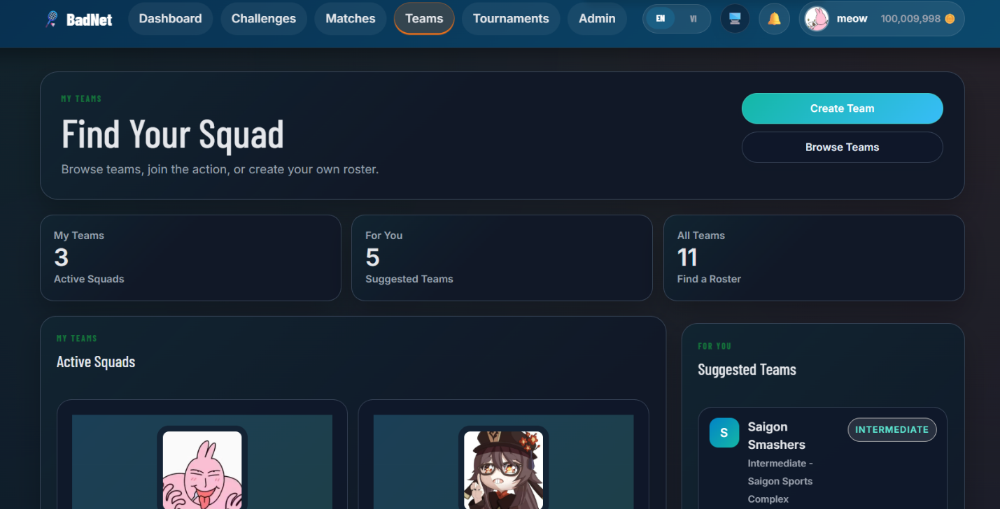 BadNet
Dashboard
Challenges
Matches
Teams
Tournaments
Admin
EN
VI
meow
100,009,998
MY TEAMS
Find Your Squad
Browse teams, join the action, or create your own roster.
Create Team
Browse Teams
My Teams
3
Active Squads
For You
5
Suggested Teams
All Teams
11
Find a Roster
MY TEAMS
Active Squads
FOR YOU
Suggested Teams
S
Saigon
Smashers
INTERMEDIATE
Intermediate -
Saigon Sports
Complex